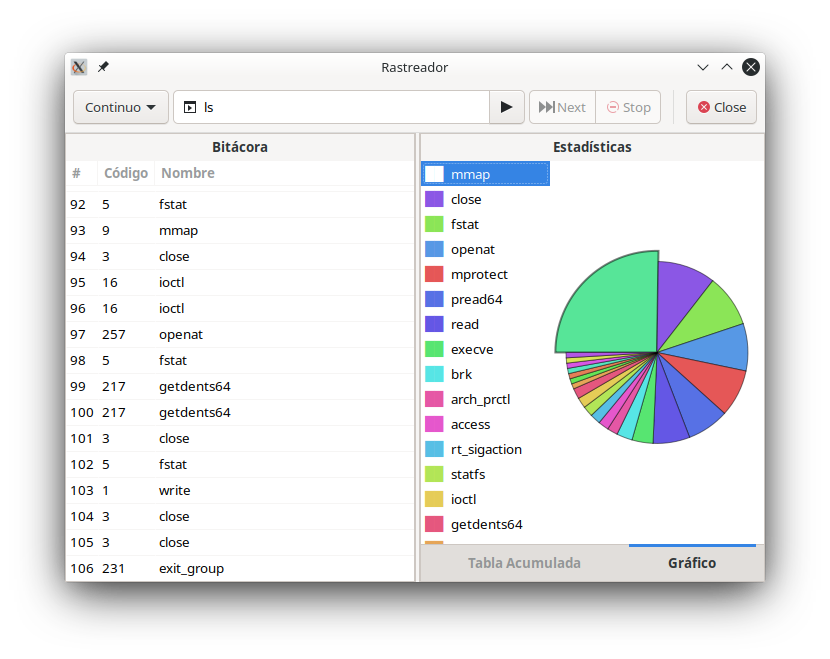 Rastreador
Continuo ls Next Stop Close
Bitácora
# Código Nombre
92 5 fstat
93 9 mmap
94 3 close
95 16 ioctl
96 16 ioctl
97 257 openat
98 5 fstat
99 217 getdents64
100 217 getdents64
101 3 close
102 5 fstat
103 1 write
104 3 close
105 3 close
106 231 exit_group
Estadísticas
mmap
close
fstat
openat
mprotect
pread64
read
execve
brk
arch_prctl
access
rt_sigaction
statfs
ioctl
getdents64
Tabla Acumulada Gráfico